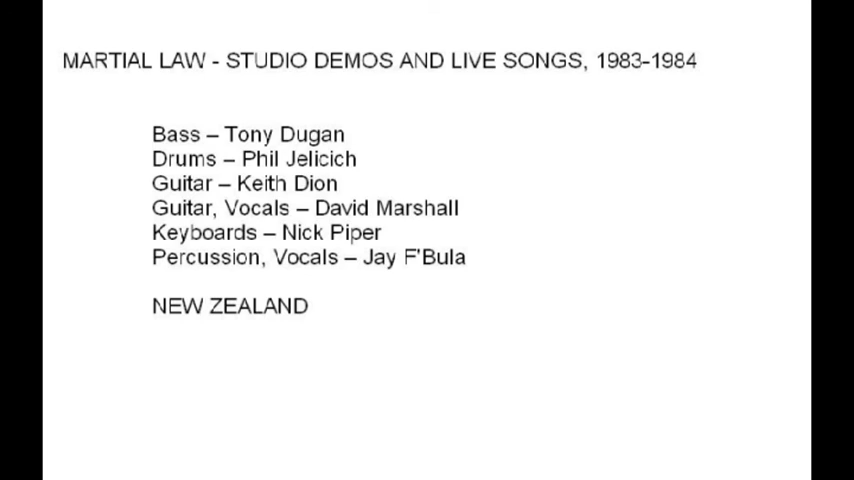 MARTIAL LAW - STUDIO DEMOS AND LIVE SONGS, 1983-1984
Bass – Tony Dugan
Drums – Phil Jelicich
Guitar – Keith Dion
Guitar, Vocals – David Marshall
Keyboards – Nick Piper
Percussion, Vocals – Jay F'Bula
NEW ZEALAND